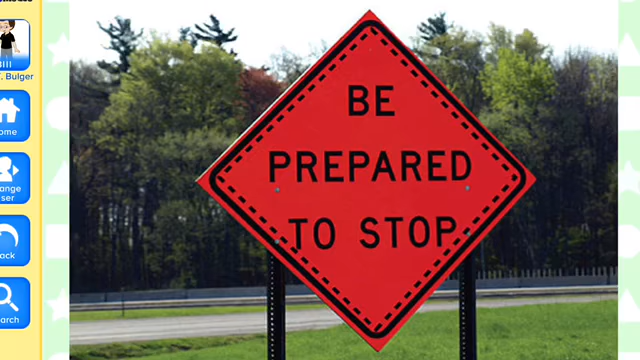 Bill
T. Bulger
ome
ange
ser
ack
arch
BE
PREPARED
TO STOP